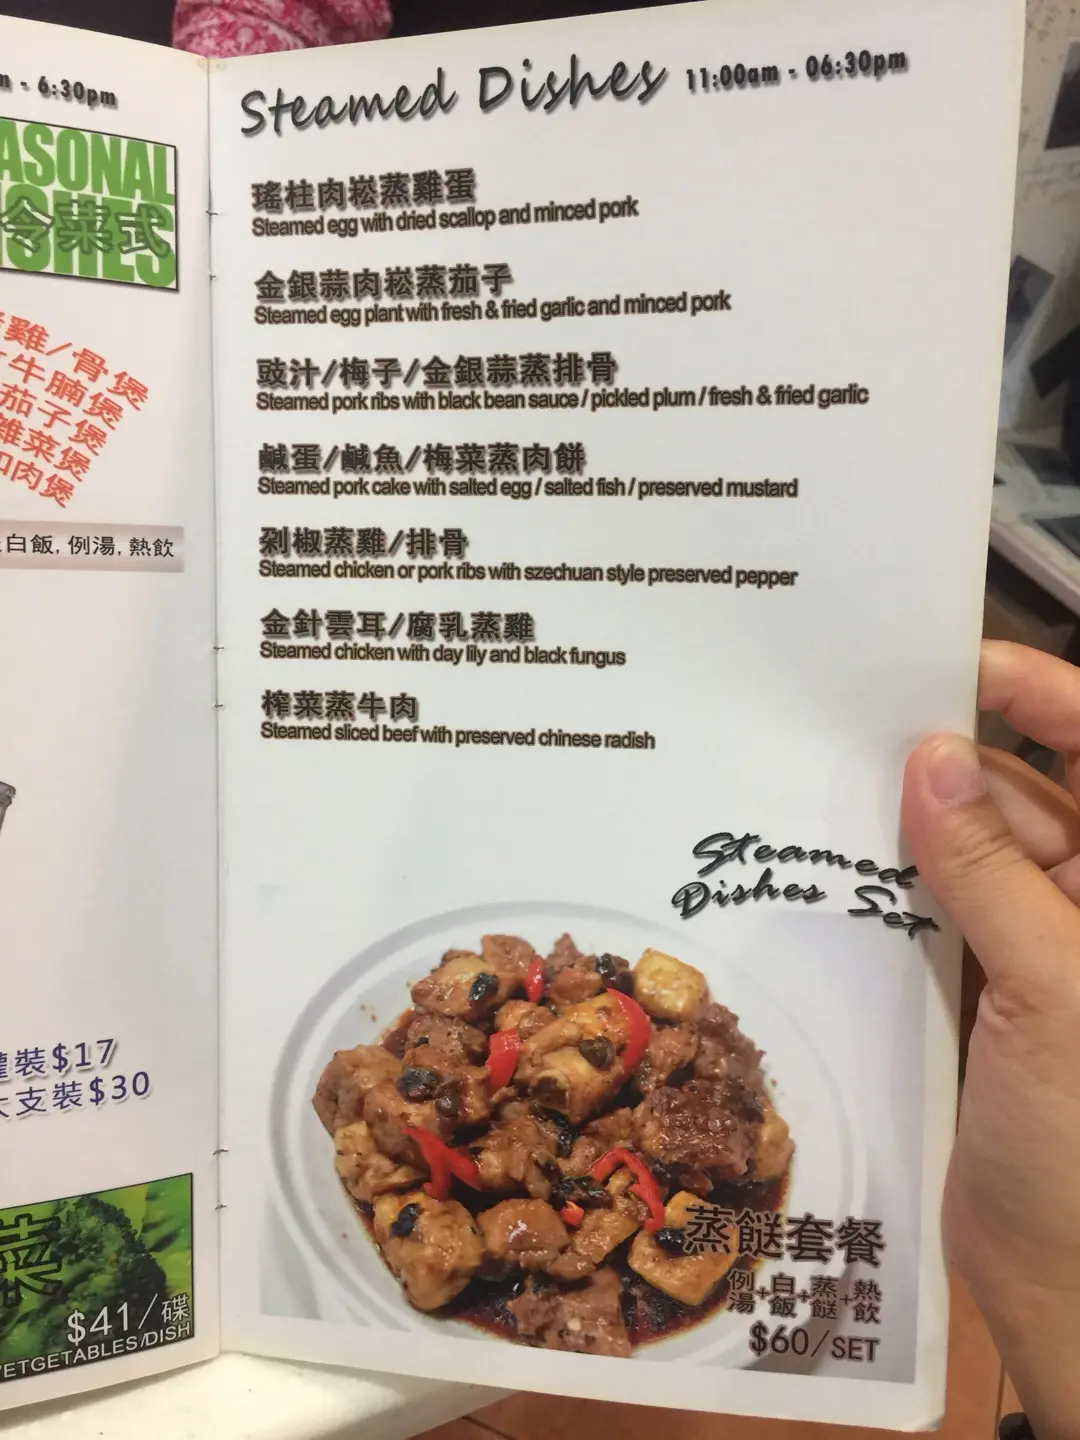 - 6:30pm
ASONAL
令菜式
雞/骨煲
牛腩煲
茄子煲
雜菜煲
肉煲
白飯, 例湯, 熱飲
裝$17
大支裝$30
菜
$41/碟
VETGETABLES/DISH
Steamed Dishes 11:00am - 06:30pm
瑤柱肉崧蒸雞蛋
Steamed egg with dried scallop and minced pork
金銀蒜肉崧蒸茄子
Steamed egg plant with fresh & fried garlic and minced pork
豉汁/梅子/金銀蒜蒸排骨
Steamed pork ribs with black bean sauce / pickled plum / fresh & fried garlic
鹹蛋/鹹魚/梅菜蒸肉餅
Steamed pork cake with salted egg / salted fish / preserved mustard
剁椒蒸雞/排骨
Steamed chicken or pork ribs with szechuan style preserved pepper
金針雲耳/腐乳蒸雞
Steamed chicken with day lily and black fungus
榨菜蒸牛肉
Steamed sliced beef with preserved chinese radish
Steamed
Dishes Set
蒸餸套餐
例湯+白飯+蒸餸+熱飲
$60/SET